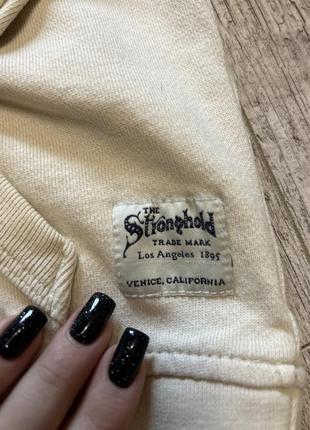 THE
Stronghold
TRADE MARK
Los Angeles 1895
VENICE, CALIFORNIA